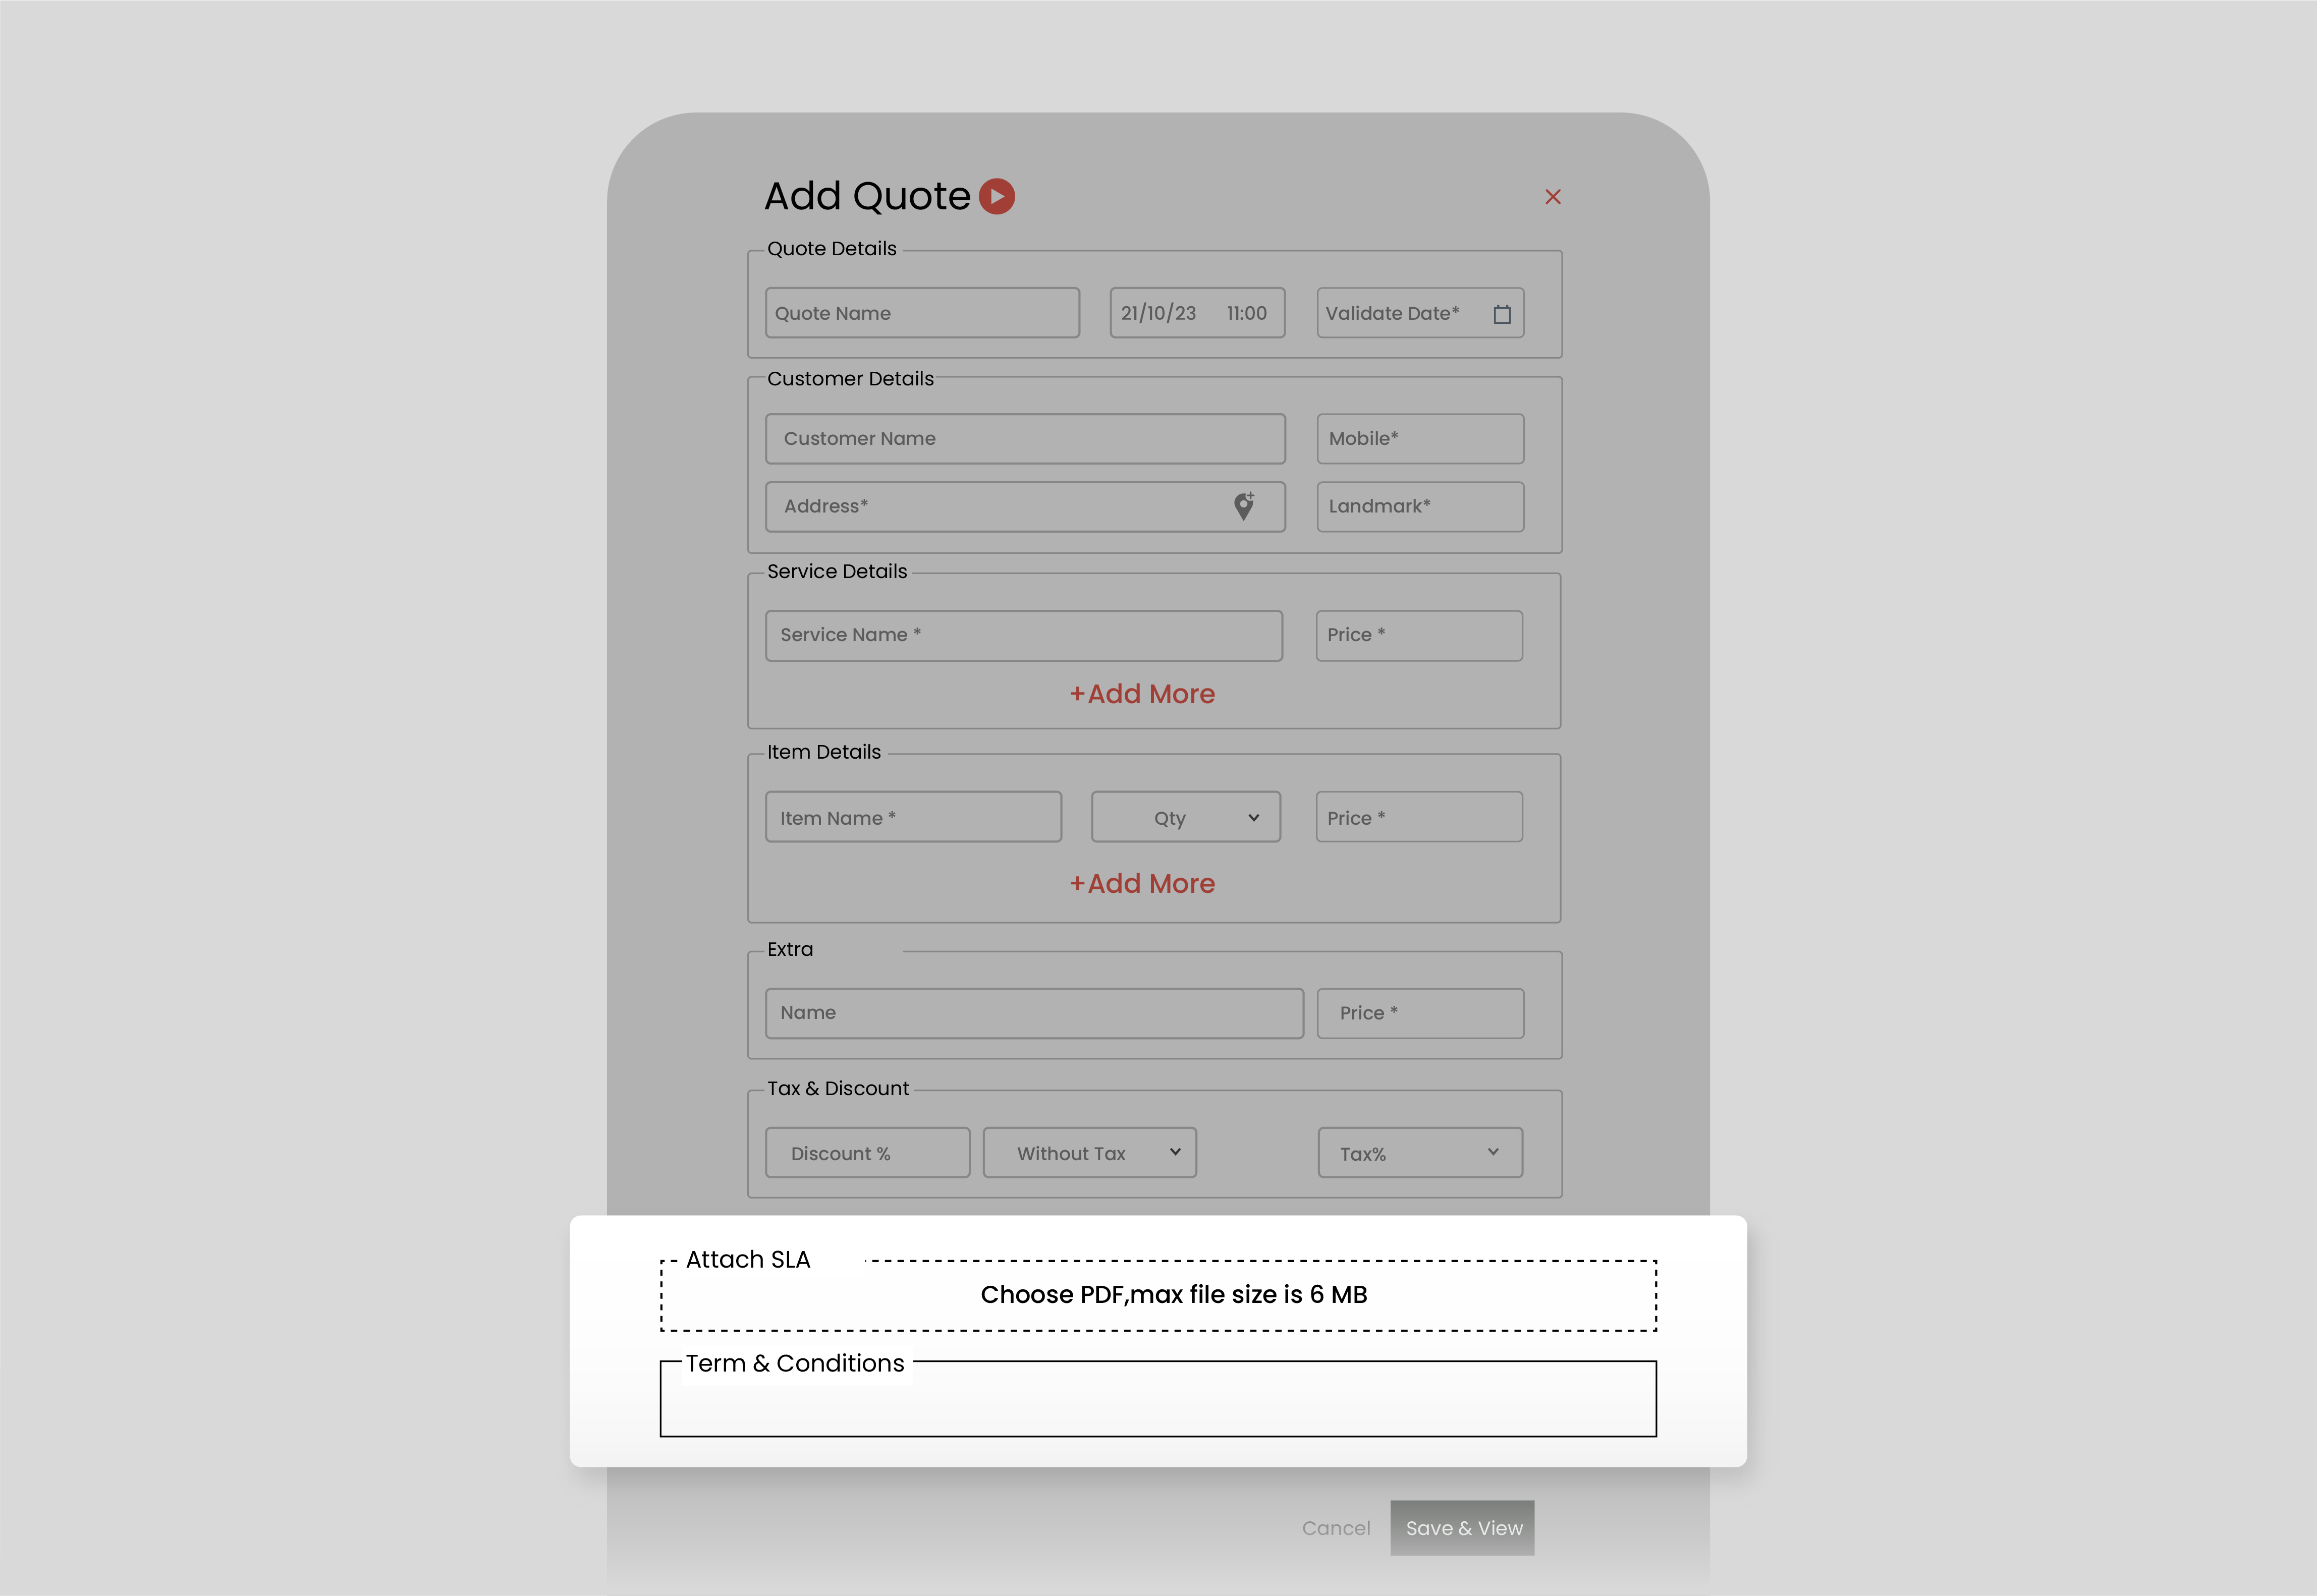 Add Quote
Quote Details
Quote Name 21/10/23 11:00 Validate Date*
Customer Details
Customer Name Mobile*
Address* Landmark*
Service Details
Service Name * Price *
+Add More
Item Details
Item Name * Qty Price *
+Add More
Extra
Name Price *
Tax & Discount
Discount % Without Tax Tax%
Attach SLA
Choose PDF,max file size is 6 MB
Term & Conditions
Cancel Save & View